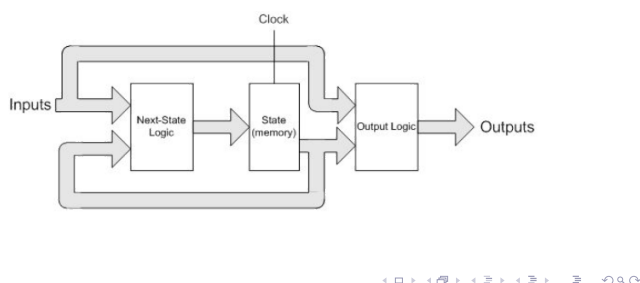 Clock
Inputs
Next-State
Logic
State
(memory)
Output Logic
Outputs